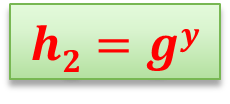 h₂ = gʸ